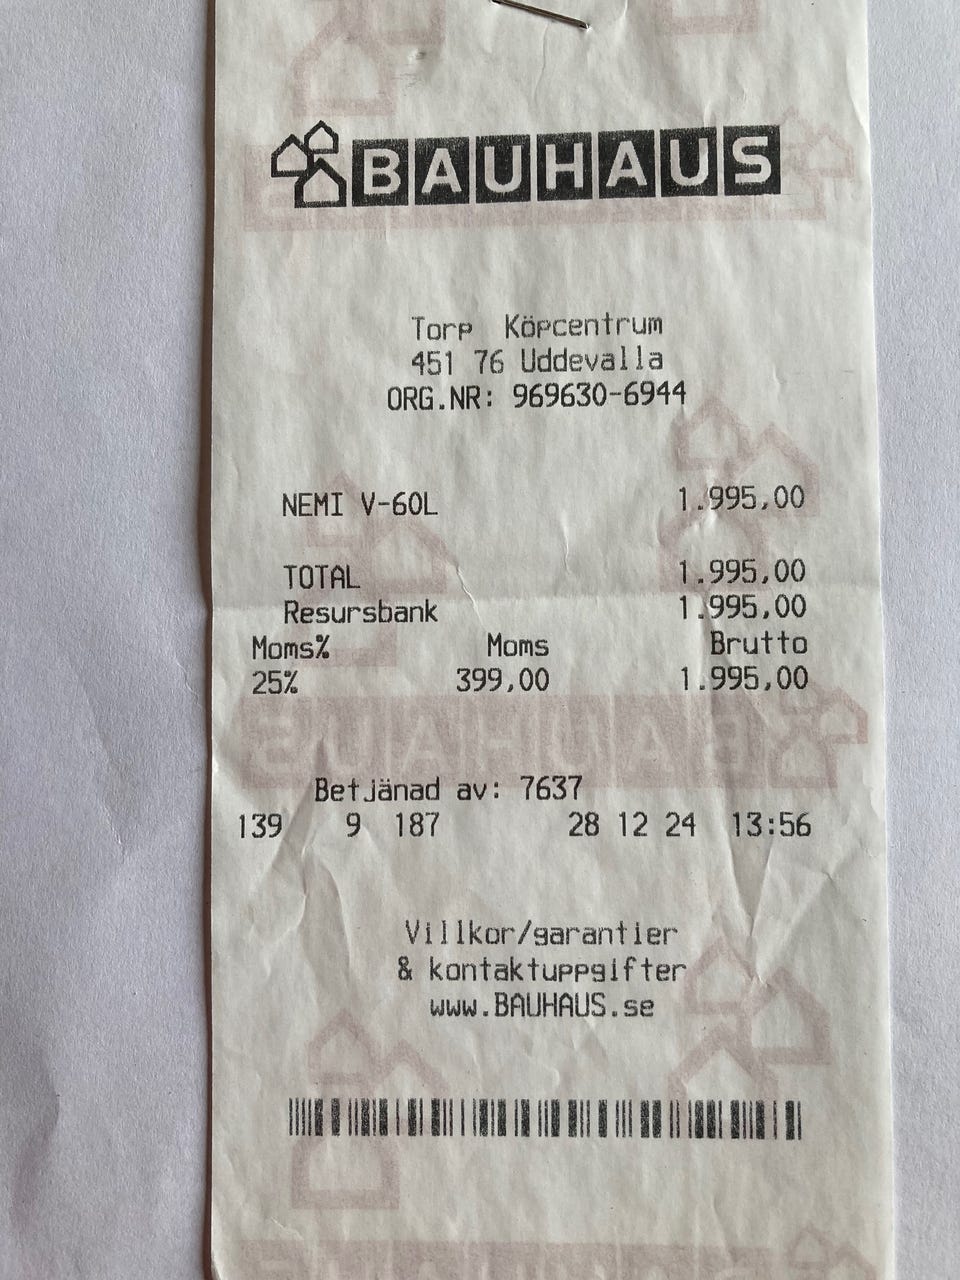 BAUHAUS
Torp Köpcentrum
451 76 Uddevalla
ORG.NR: 969630-6944
NEMI V-60L 1.995,00
TOTAL 1.995,00
Resursbank 1.995,00
Moms% Moms Brutto
25% 399,00 1.995,00
Betjänad av: 7637
139 9 187 28 12 24 13:56
Villkor/garantier
& kontaktuppgifter
www.BAUHAUS.se